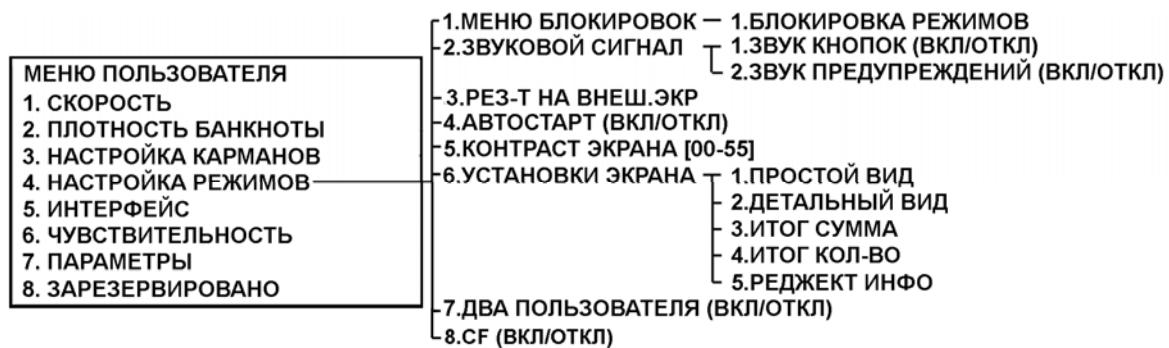 МЕНЮ ПОЛЬЗОВАТЕЛЯ
1. СКОРОСТЬ
2. ПЛОТНОСТЬ БАНКНОТЫ
3. НАСТРОЙКА КАРМАНОВ
4. НАСТРОЙКА РЕЖИМОВ
5. ИНТЕРФЕЙС
6. ЧУВСТВИТЕЛЬНОСТЬ
7. ПАРАМЕТРЫ
8. ЗАРЕЗЕРВИРОВАНО
1.МЕНЮ БЛОКИРОВОК
1.БЛОКИРОВКА РЕЖИМОВ
2.ЗВУКОВОЙ СИГНАЛ
1.ЗВУК КНОПОК (ВКЛ/ОТКЛ)
2.ЗВУК ПРЕДУПРЕЖДЕНИЙ (ВКЛ/ОТКЛ)
3.РЕЗ-Т НА ВНЕШ.ЭКР
4.АВТОСТАРТ (ВКЛ/ОТКЛ)
5.КОНТРАСТ ЭКРАНА [00-55]
6.УСТАНОВКИ ЭКРАНА
1.ПРОСТОЙ ВИД
2.ДЕТАЛЬНЫЙ ВИД
3.ИТОГ СУММА
4.ИТОГ КОЛ-ВО
5.РЕДЖЕКТ ИНФО
7.ДВА ПОЛЬЗОВАТЕЛЯ (ВКЛ/ОТКЛ)
8.CF (ВКЛ/ОТКЛ)